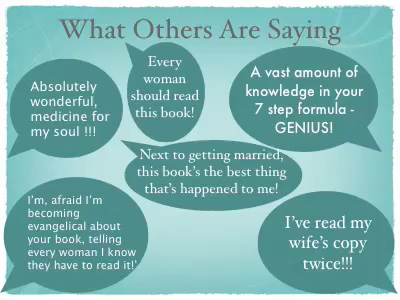 What Others Are Saying
Absolutely
wonderful,
medicine for
my soul !!!
Every
woman
should read
this book!
A vast amount of
knowledge in your
7 step formula -
GENIUS!
Next to getting married,
this book's the best thing
that's happened to me!
I'm, afraid I'm
becoming
evangelical about
your book, telling
every woman I know
they have to read it!'
I've read my
wife's copy
twice!!!